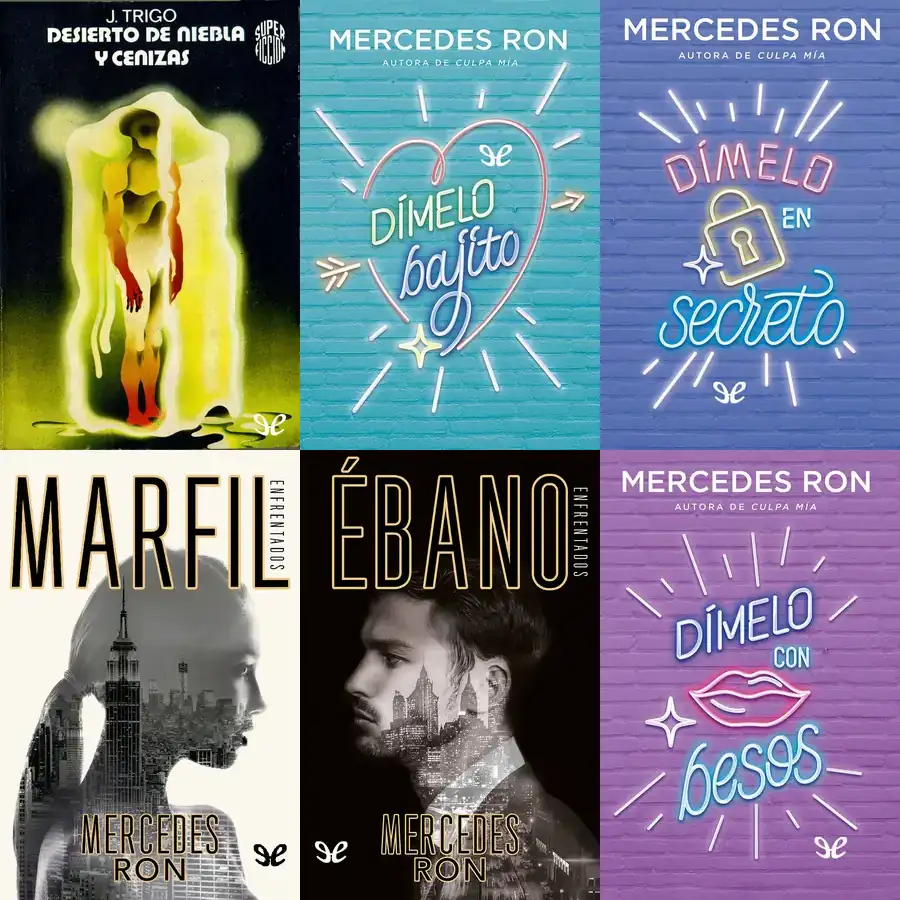 J. TRIGO
DESIERTO DE NIEBLA
Y CENIZAS
SUPER
FICCION
MERCEDES RON
AUTORA DE CULPA MÍA
DÍMELO
bajito
MERCEDES RON
AUTORA DE CULPA MÍA
DÍMELO
EN
secreto
MARFIL
ENFRENTADOS
MERCEDES
RON
ÉBANO
ENFRENTADOS
MERCEDES
RON
MERCEDES RON
AUTORA DE CULPA MÍA
DÍMELO
CON
besos